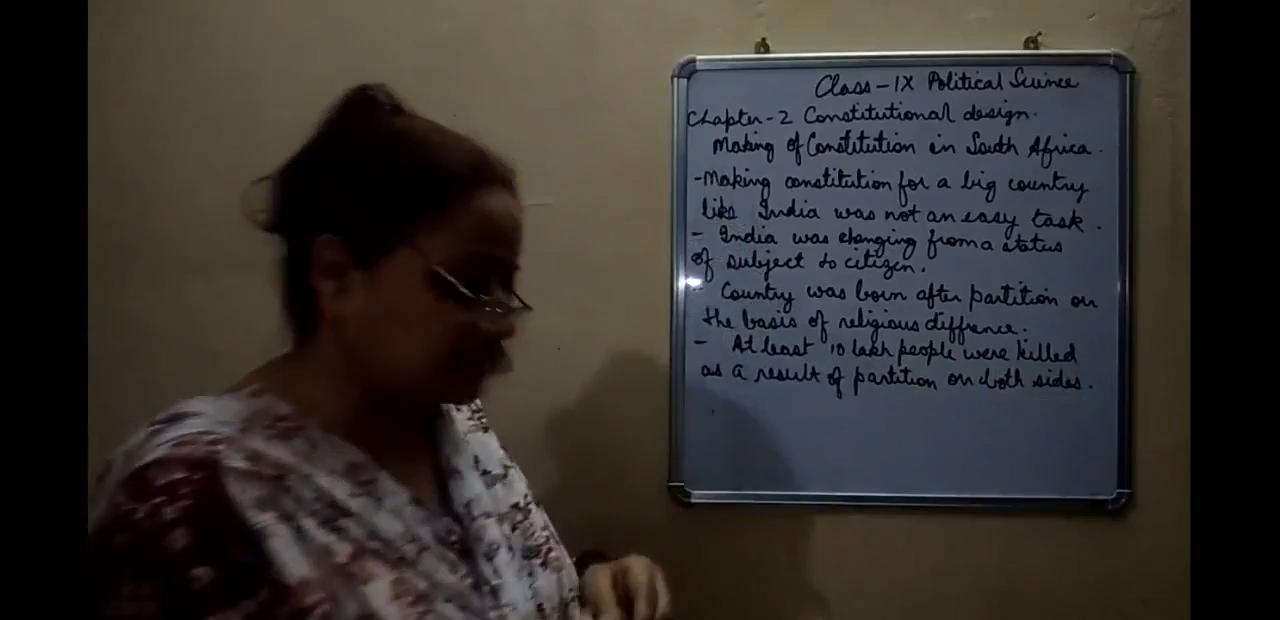 Class - IX Political Science
Chapter-2 Constitutional design.
Making of Constitution in South Africa.
-Making constitution for a big country
like India was not an easy task.
- India was changing from a status
of subject to citizen.
- Country was born after partition on
the basis of religious diffrence.
- At least 10 lakh people were killed
as a result of partition on both sides.